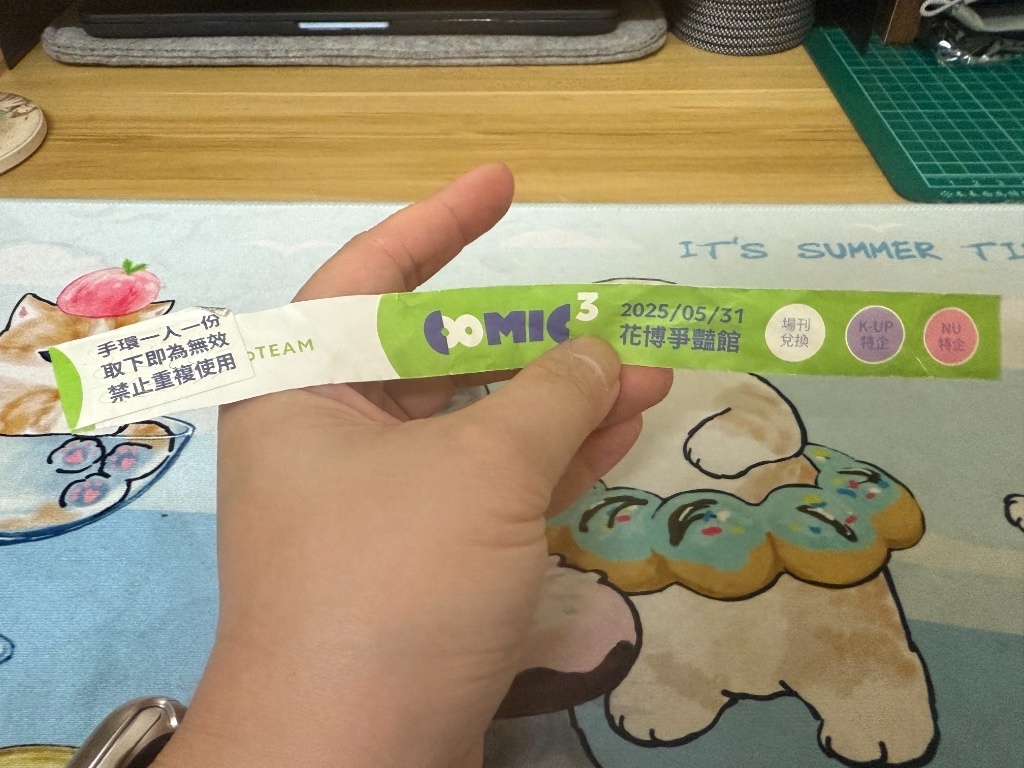 IT'S SUMMER
手環一人一份
取下即為無效
禁止重複使用
TEAM
COMIC3
2025/05/31
花博爭豔館
場刊
兌換
K-UP
特企
NU
特企